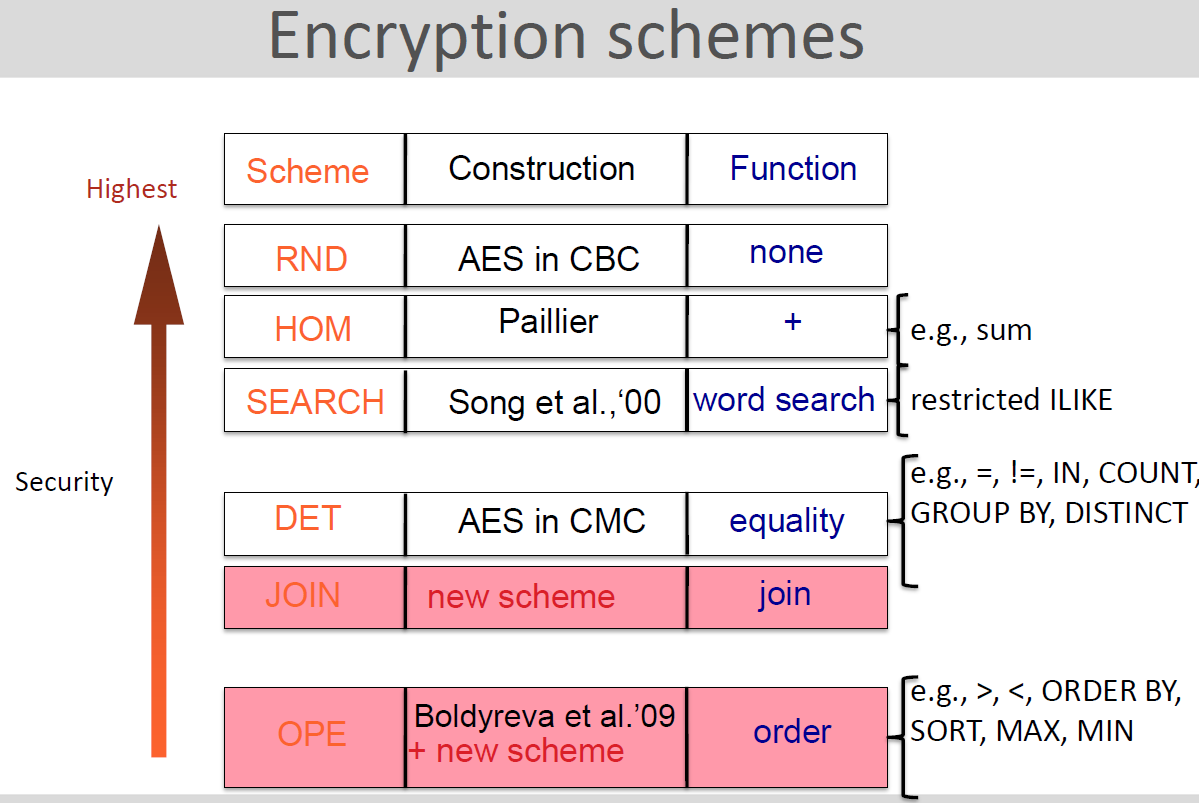 Encryption schemes
Highest
Security
Scheme Construction Function
RND AES in CBC none
HOM Paillier + e.g., sum
SEARCH Song et al.,‘00 word search restricted ILIKE
DET AES in CMC equality e.g., =, !=, IN, COUNT,
GROUP BY, DISTINCT
JOIN new scheme join
OPE Boldyreva et al.’09 order e.g., >, <, ORDER BY,
+ new scheme SORT, MAX, MIN